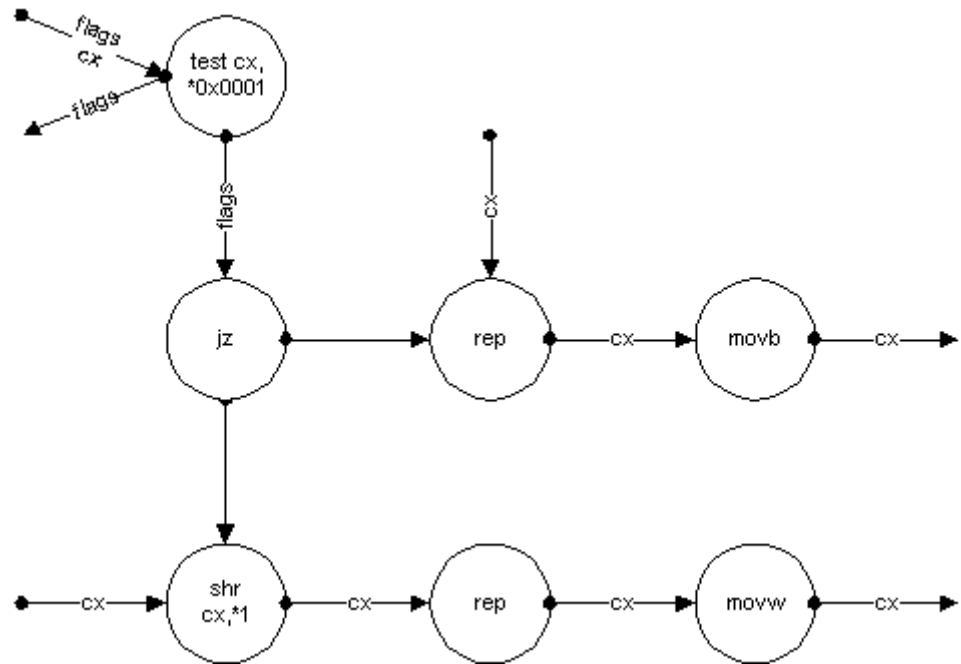 flags
cx
test cx,
*0x0001
flags
flags
cx
jz
rep
cx
movb
cx
cx
shr
cx,*1
cx
rep
cx
movw
cx